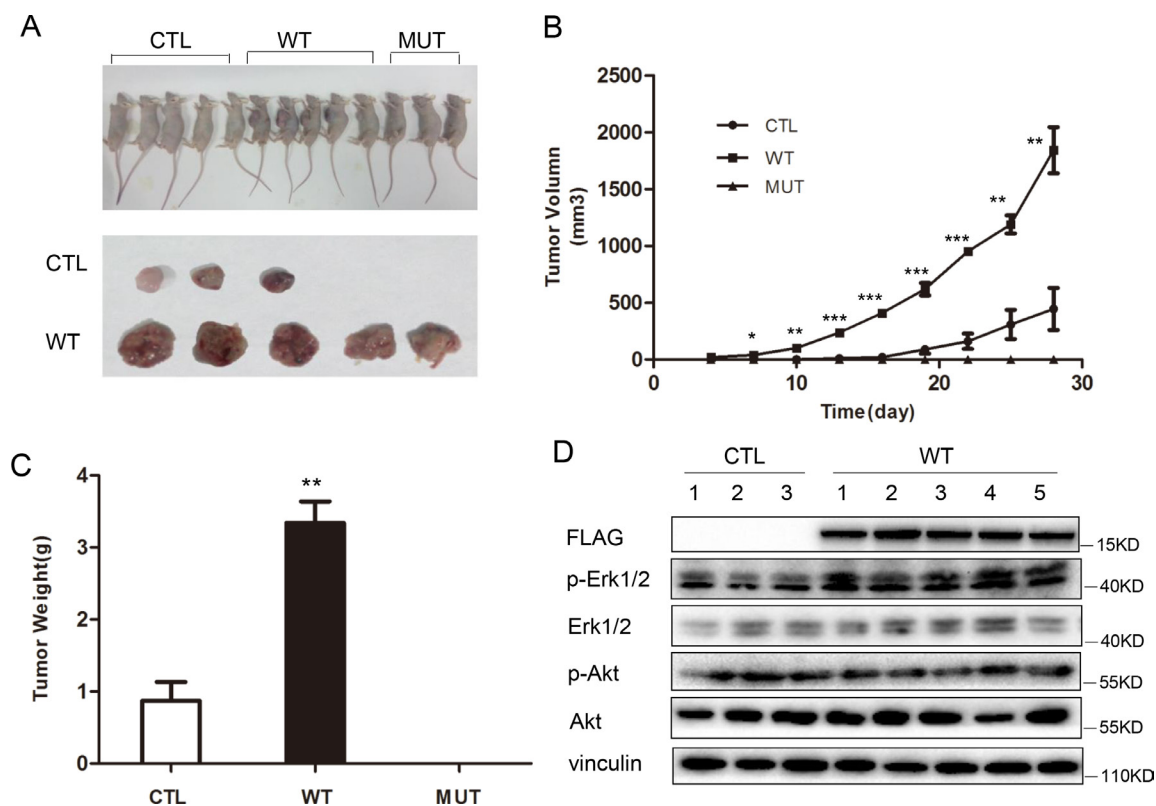 A
CTL WT MUT
CTL
WT
B
Tumor Volumn
(mm3)
2500
2000
1500
1000
500
0
CTL
WT
MUT
* ** *** *** *** *** ** **
0 10 20 30
Time(day)
C
Tumor Weight(g)
4
3
2
1
0
**
CTL WT MUT
D
CTL WT
1 2 3 1 2 3 4 5
FLAG 15KD
p-Erk1/2 40KD
Erk1/2 40KD
p-Akt 55KD
Akt 55KD
vinculin 110KD